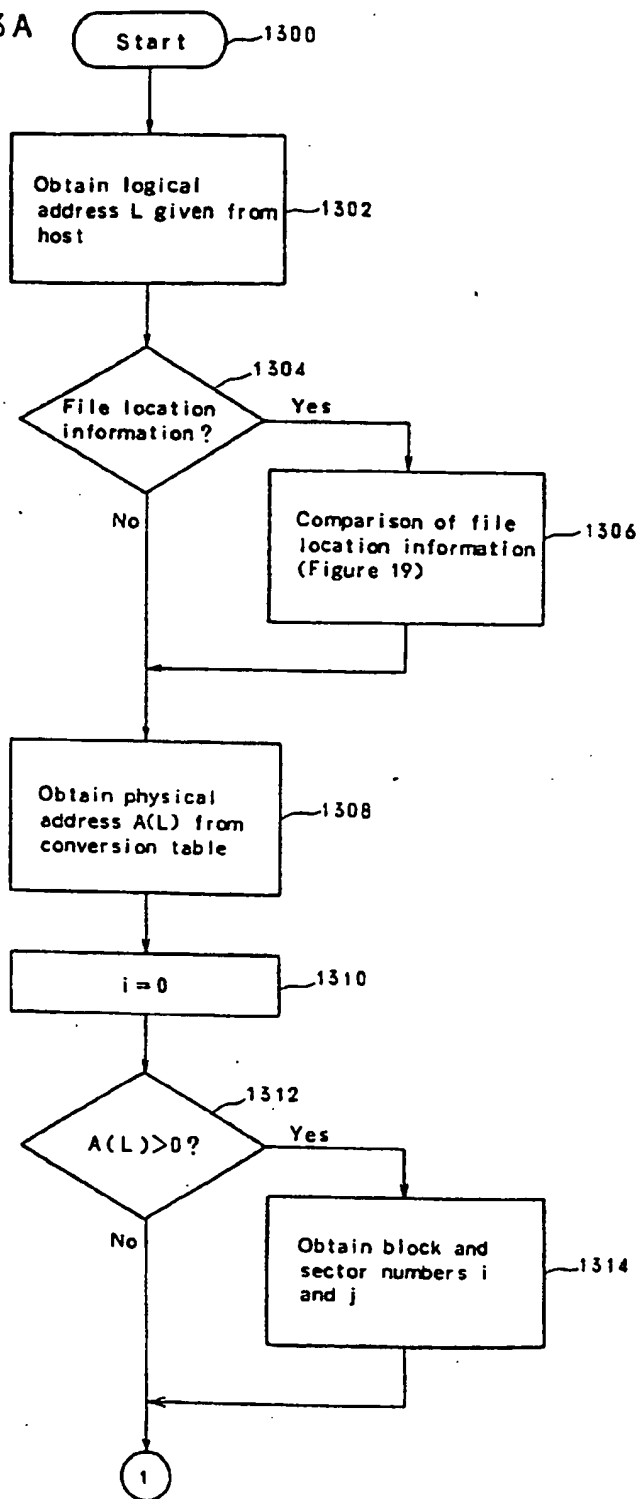 3A
Start
1300
Obtain logical
address L given from
host
1302
1304
File location
information?
Yes
No
Comparison of file
location information
(Figure 19)
1306
Obtain physical
address A(L) from
conversion table
1308
i=0
1310
1312
A(L)>0?
Yes
No
Obtain block and
sector numbers i
and j
1314
1